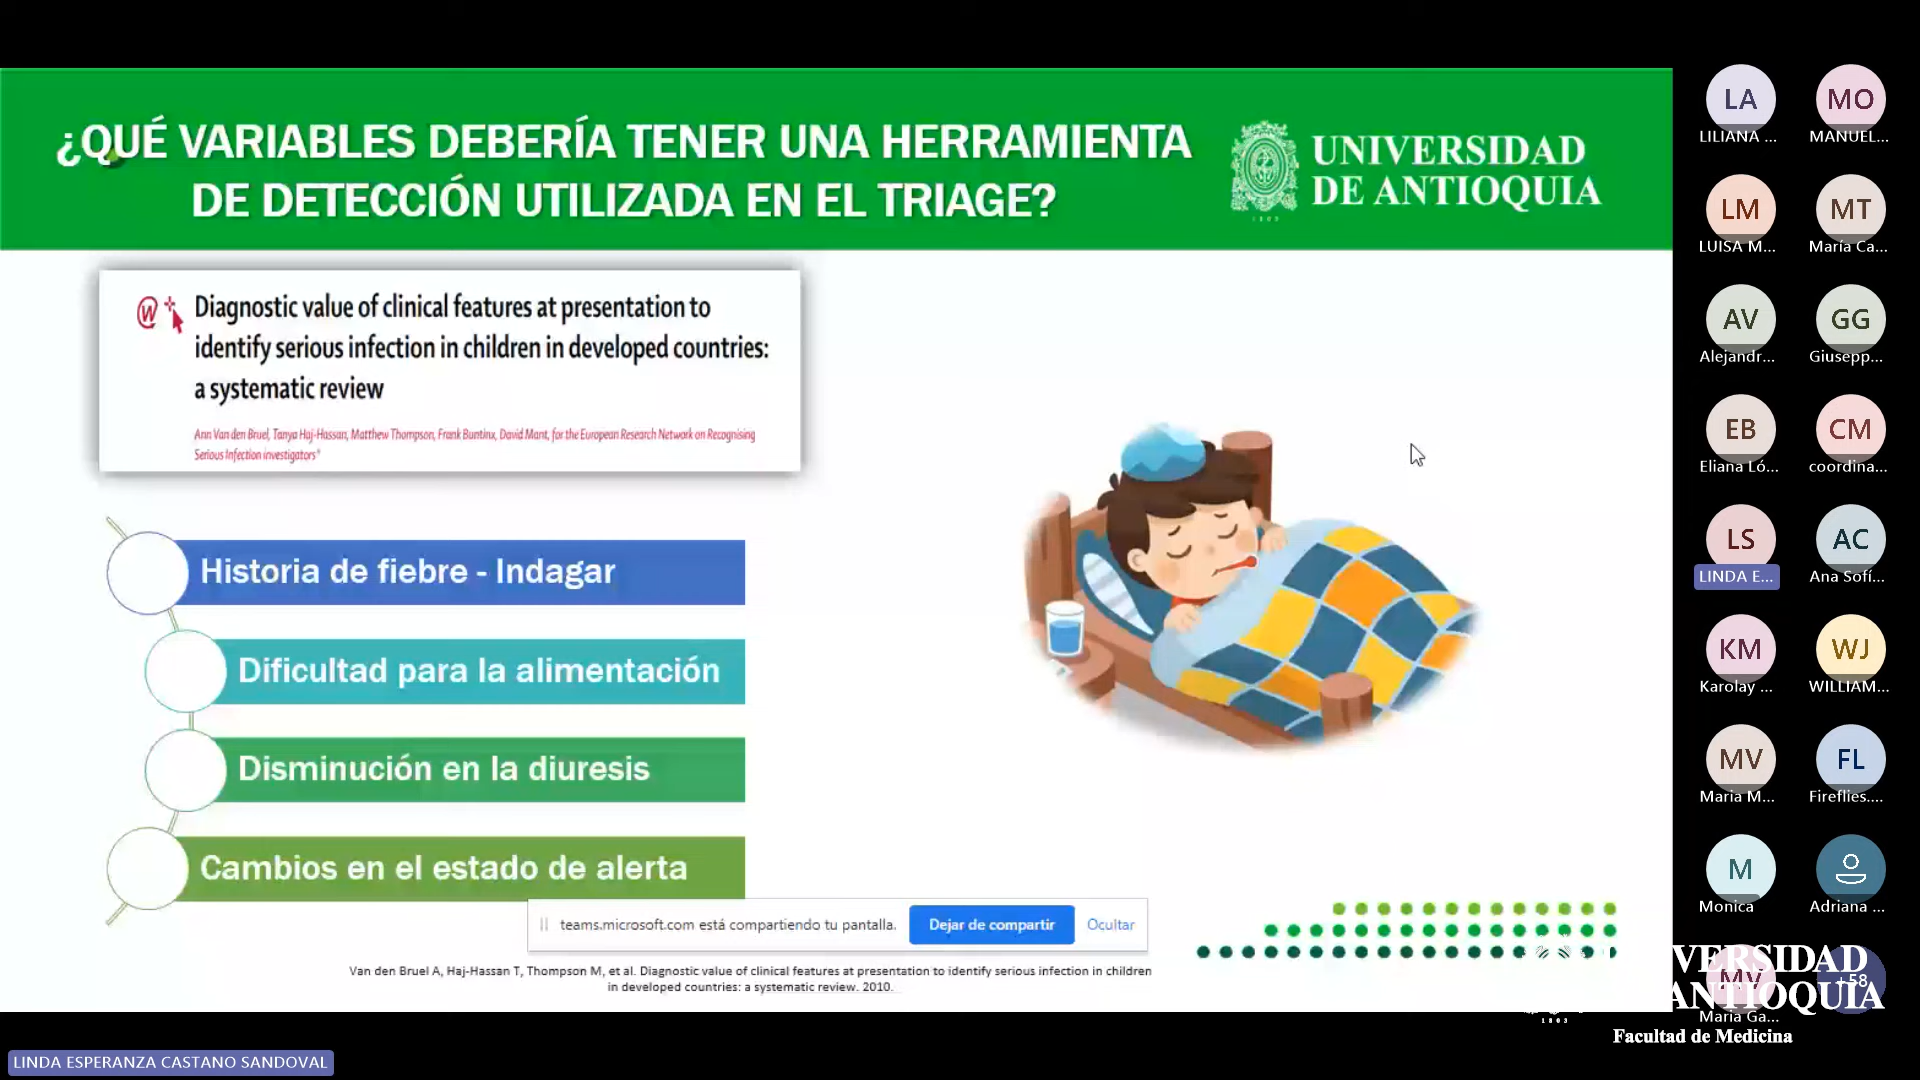 ¿QUÉ VARIABLES DEBERÍA TENER UNA HERRAMIENTA
DE DETECCIÓN UTILIZADA EN EL TRIAGE?
UNIVERSIDAD
DE ANTIOQUIA
1803
Diagnostic value of clinical features at presentation to
identify serious infection in children in developed countries:
a systematic review
Ann Van den Bruel, Tanya Haj-Hassan, Matthew Thompson, Frank Buntinx, David Mant, for the European Research Network on Recognising
Serious Infection investigators*
Historia de fiebre - Indagar
Dificultad para la alimentación
Disminución en la diuresis
Cambios en el estado de alerta
teams.microsoft.com está compartiendo tu pantalla.
Dejar de compartir
Ocultar
Van den Bruel A, Haj-Hassan T, Thompson M, et al. Diagnostic value of clinical features at presentation to identify serious infection in children
in developed countries: a systematic review. 2010.
LA
LILIANA ...
MO
MANUEL...
LM
LUISA M...
MT
María Ca...
AV
Alejandr...
GG
Giusepp...
EB
Eliana Ló...
CM
coordina...
LS
LINDA E...
AC
Ana Sofí...
KM
Karolay ...
WJ
WILLIAM...
MV
Maria M...
FL
Fireflies....
M
Monica
Adriana ...
MV
Maria Ga...
+58
VERSIDAD
ANTIOQUIA
1803
Facultad de Medicina
LINDA ESPERANZA CASTANO SANDOVAL